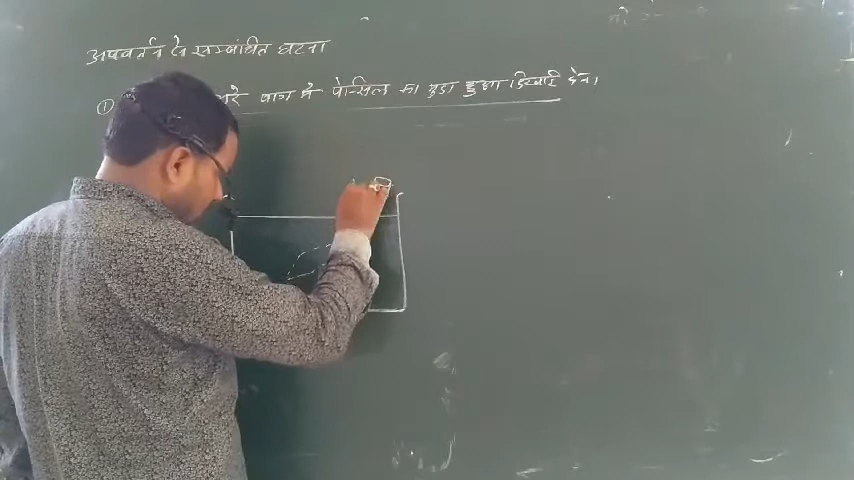 अपवर्तन से सम्बंधित घटना
① रे पात्र मे पेन्सिल का मुडा हुआ दिखाई देना।